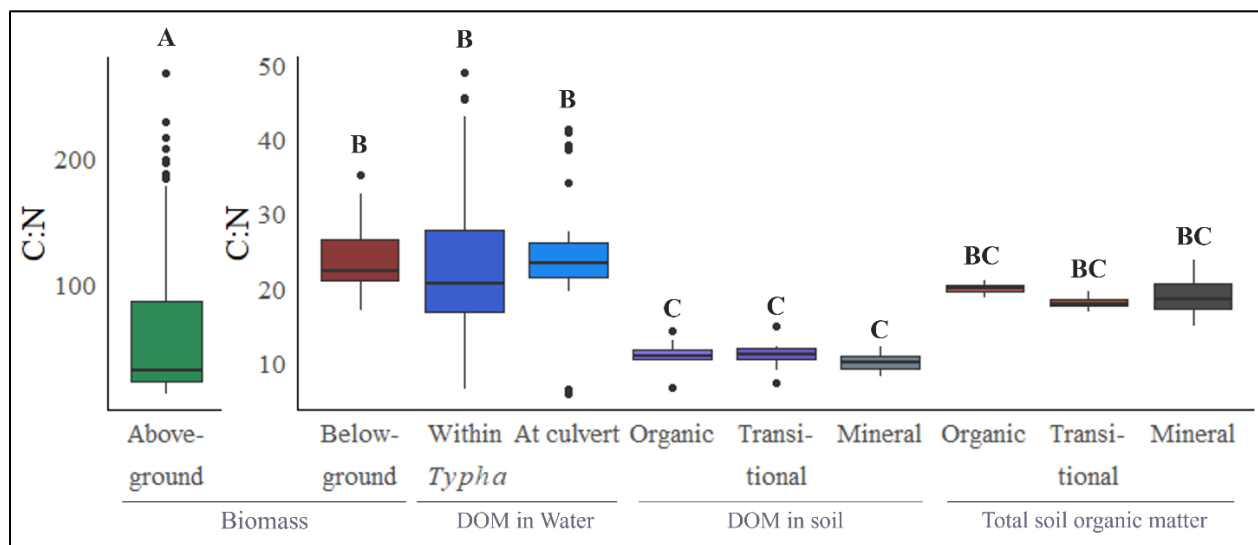 A
B
B
B
C
C
C
BC
BC
BC
C:N
200
100
C:N
50
40
30
20
10
Above-
ground
Below-
ground
Within
Typha
At culvert
Organic
Transi-
tional
Mineral
Organic
Transi-
tional
Mineral
Biomass
DOM in Water
DOM in soil
Total soil organic matter